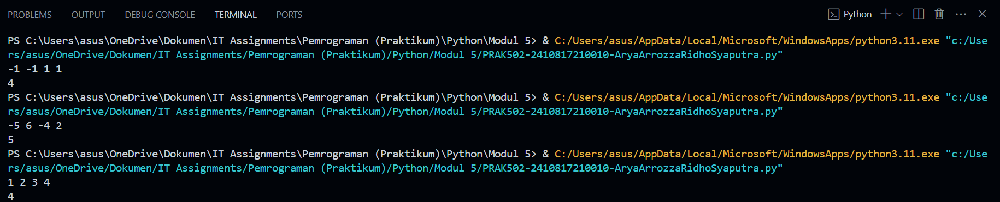 PROBLEMS OUTPUT DEBUG CONSOLE TERMINAL PORTS Python
PS C:\Users\asus\OneDrive\Dokumen\IT Assignments\Pemrograman (Praktikum)\Python\Modul 5> & C:/Users/asus/AppData/Local/Microsoft/WindowsApps/python3.11.exe "c:/Use
rs/asus/OneDrive/Dokumen/IT Assignments/Pemrograman (Praktikum)/Python/Modul 5/PRAK502-2410817210010-AryaArrozzaRidhoSyaputra.py"
-1 -1 1 1
4
PS C:\Users\asus\OneDrive\Dokumen\IT Assignments\Pemrograman (Praktikum)\Python\Modul 5> & C:/Users/asus/AppData/Local/Microsoft/WindowsApps/python3.11.exe "c:/Use
rs/asus/OneDrive/Dokumen/IT Assignments/Pemrograman (Praktikum)/Python/Modul 5/PRAK502-2410817210010-AryaArrozzaRidhoSyaputra.py"
-5 6 -4 2
5
PS C:\Users\asus\OneDrive\Dokumen\IT Assignments\Pemrograman (Praktikum)\Python\Modul 5> & C:/Users/asus/AppData/Local/Microsoft/WindowsApps/python3.11.exe "c:/Use
rs/asus/OneDrive/Dokumen/IT Assignments/Pemrograman (Praktikum)/Python/Modul 5/PRAK502-2410817210010-AryaArrozzaRidhoSyaputra.py"
1 2 3 4
4